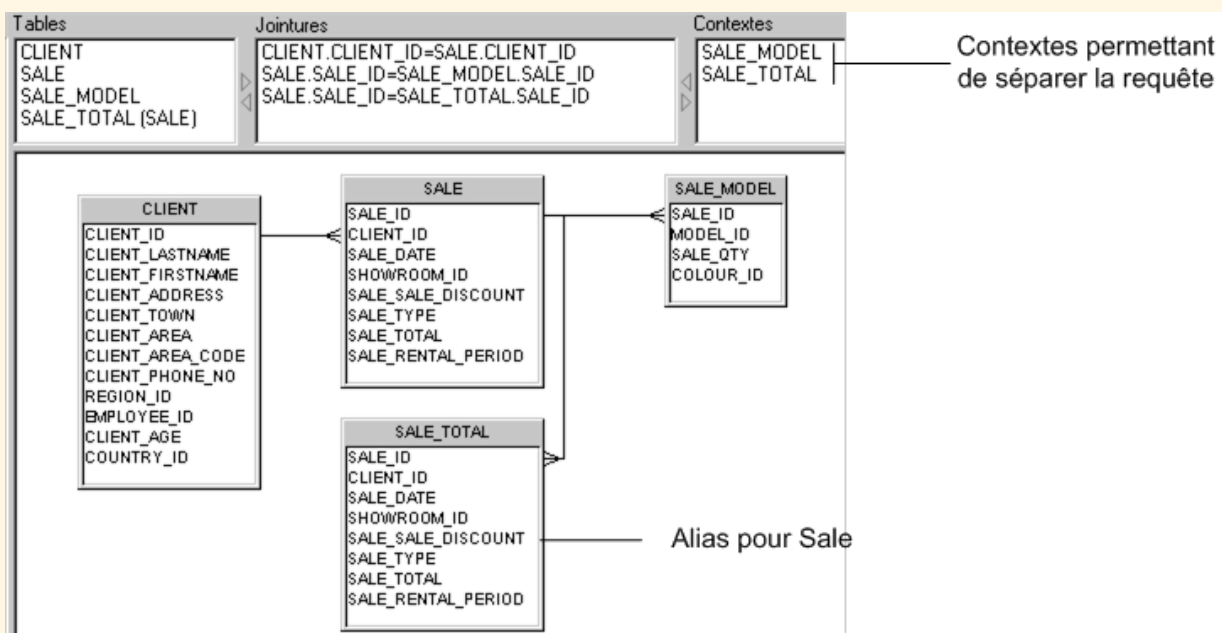 Tables
CLIENT
SALE
SALE_MODEL
SALE_TOTAL (SALE)
Jointures
CLIENT.CLIENT_ID=SALE.CLIENT_ID
SALE.SALE_ID=SALE_MODEL.SALE_ID
SALE.SALE_ID=SALE_TOTAL.SALE_ID
Contextes
SALE_MODEL
SALE_TOTAL
Contextes permettant
de séparer la requête
CLIENT
CLIENT_ID
CLIENT_LASTNAME
CLIENT_FIRSTNAME
CLIENT_ADDRESS
CLIENT_TOWN
CLIENT_AREA
CLIENT_AREA_CODE
CLIENT_PHONE_NO
REGION_ID
EMPLOYEE_ID
CLIENT_AGE
COUNTRY_ID
SALE
SALE_ID
CLIENT_ID
SALE_DATE
SHOWROOM_ID
SALE_SALE_DISCOUNT
SALE_TYPE
SALE_TOTAL
SALE_RENTAL_PERIOD
SALE_MODEL
SALE_ID
MODEL_ID
SALE_QTY
COLOUR_ID
SALE_TOTAL
SALE_ID
CLIENT_ID
SALE_DATE
SHOWROOM_ID
SALE_SALE_DISCOUNT
SALE_TYPE
SALE_TOTAL
SALE_RENTAL_PERIOD
Alias pour Sale